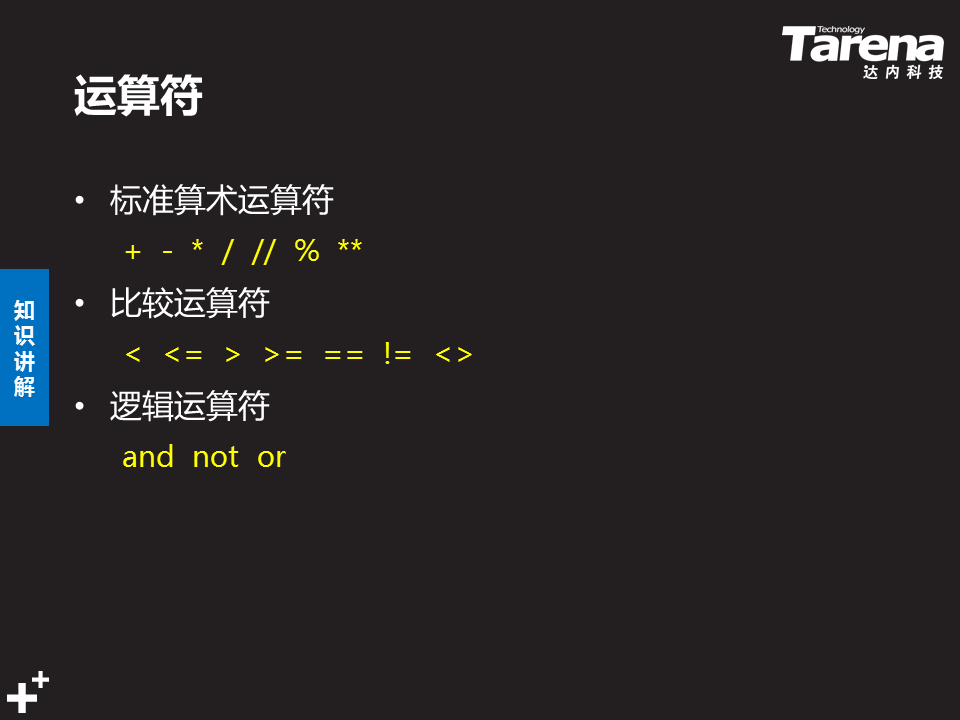 Technology
Tarena
达内科技
运算符
• 标准算术运算符
+ - * / // % **
• 比较运算符
< <= > >= == != <>
• 逻辑运算符
and not or
知识讲解